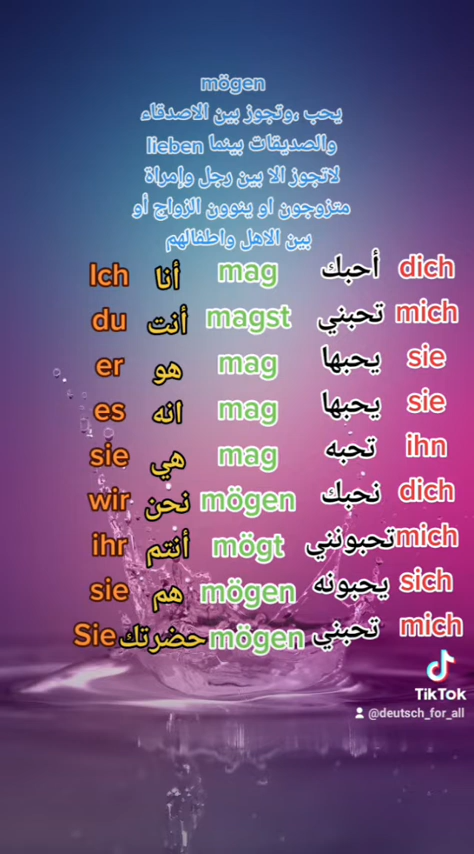 mögen
يحب ،وتجوز بين الاصدقاء
والصديقات بينما lieben
لاتجوز الا بين رجل وإمراة
متزوجون او ينوون الزواج أو
بين الاهل واطفالهم
Ich أنا mag أحبك dich
du أنت magst تحبني mich
er هو mag يحبها sie
es انه mag يحبها sie
sie هي mag تحبه ihn
wir نحن mögen نحبك dich
ihr أنتم mögt تحبونني mich
sie هم mögen يحبونه sich
Sie حضرتك mögen تحبني mich
TikTok
@deutsch_for_all